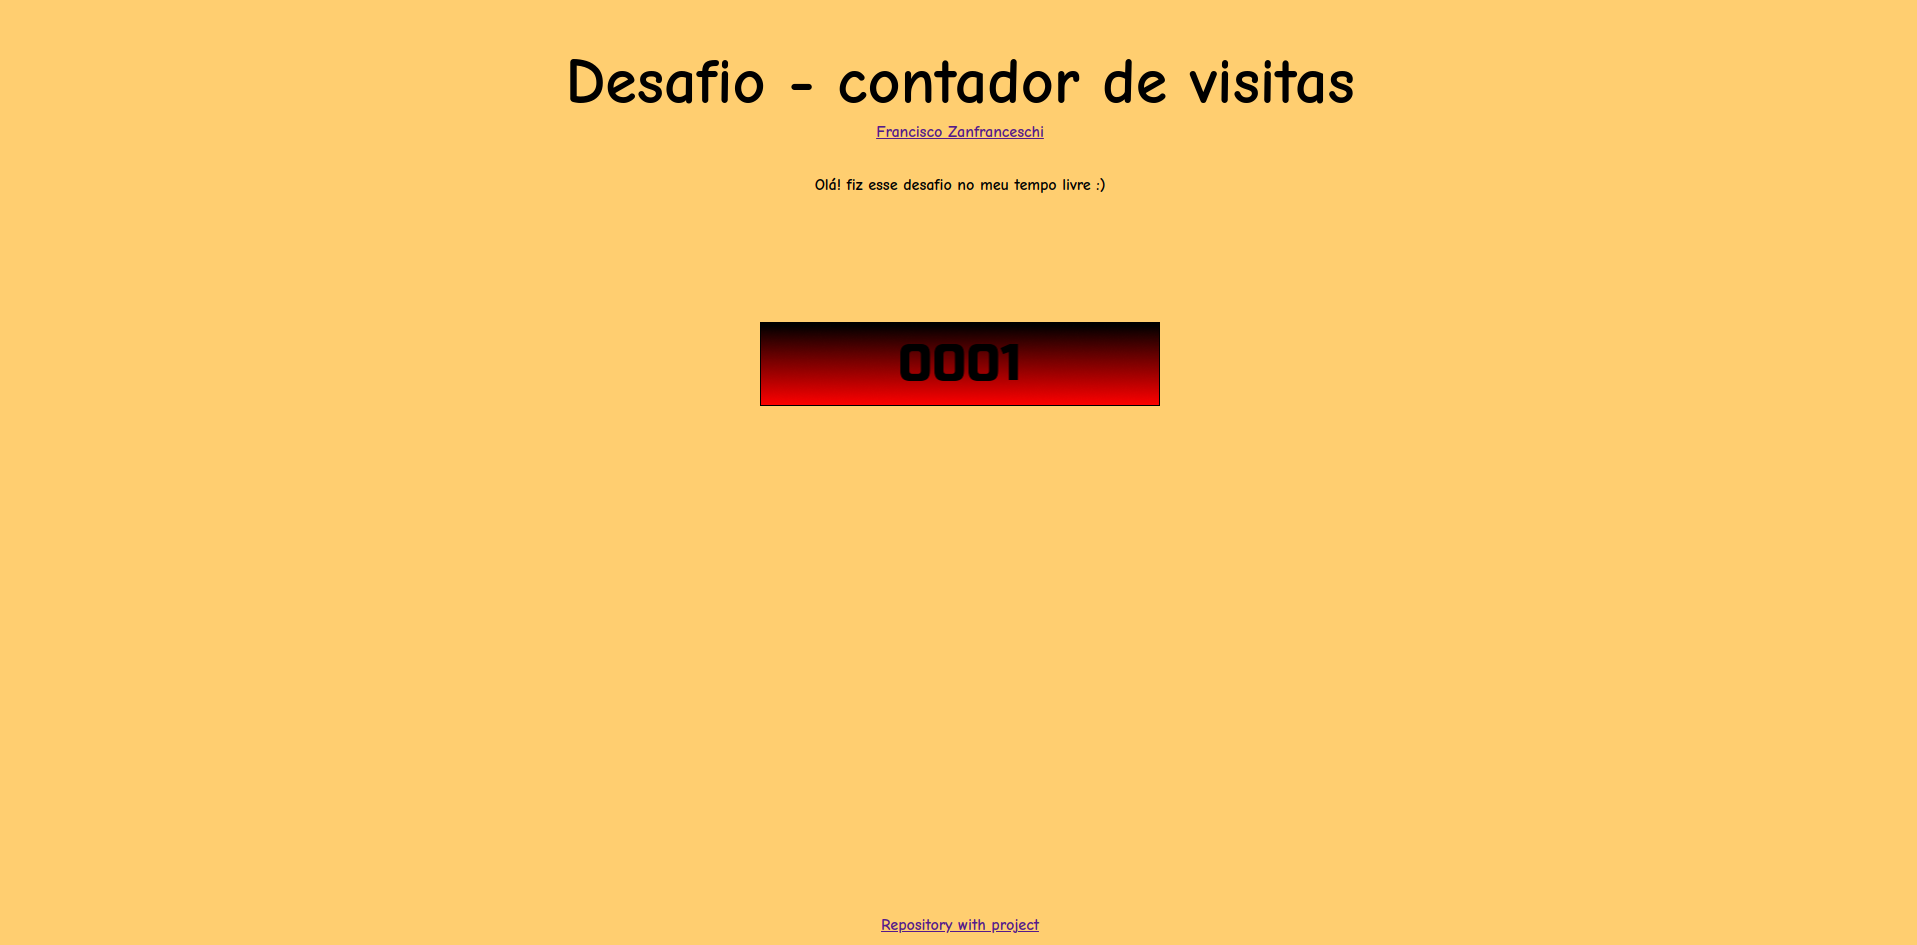 Desafio - contador de visitas
Francisco Zanfranceschi
Olá! fiz esse desafio no meu tempo livre :)
0001
Repository with project